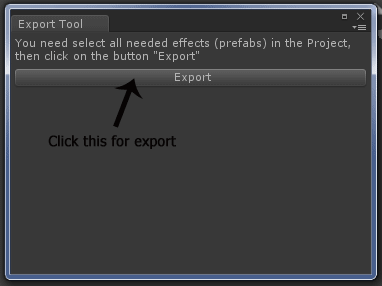 Export Tool
You need select all needed effects (prefabs) in the Project,
then click on the button "Export"
Export
Click this for export